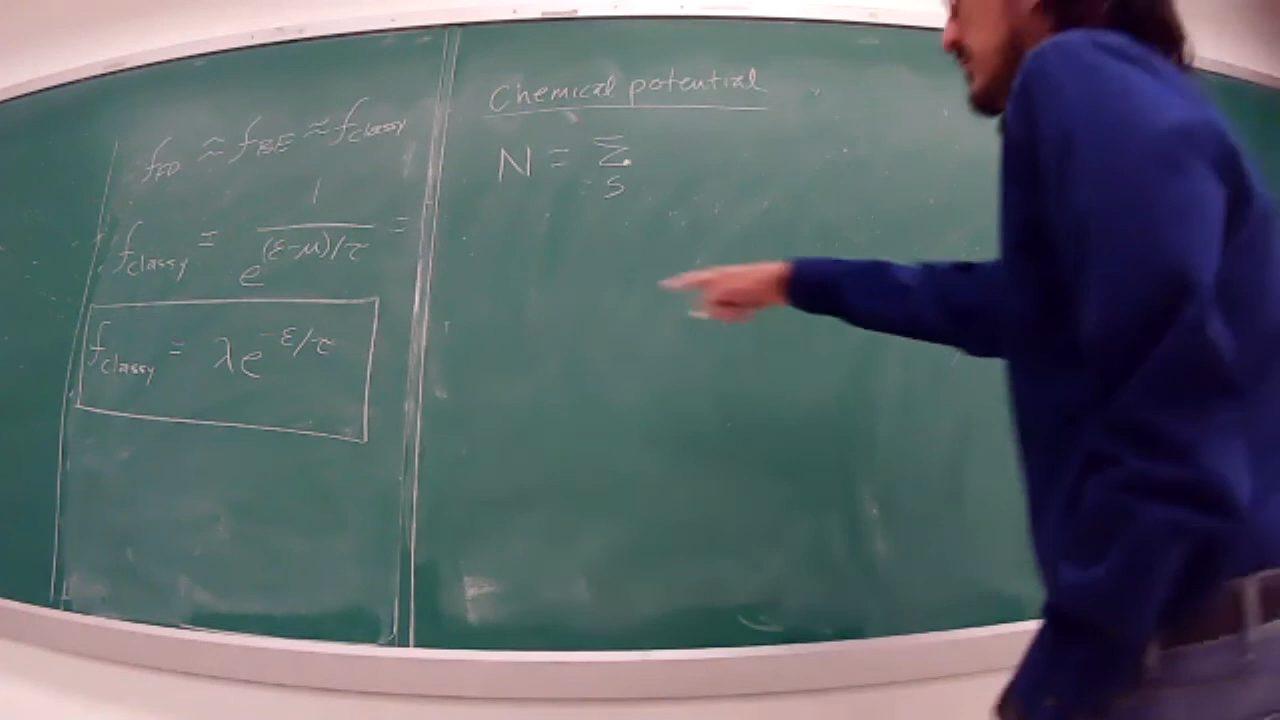 f_FD ≈ f_BE ≈ f_classy
f_classy = 1 / e^(ε-μ)/τ =
f_classy = λe^-ε/τ
Chemical potential
N = Σ_s